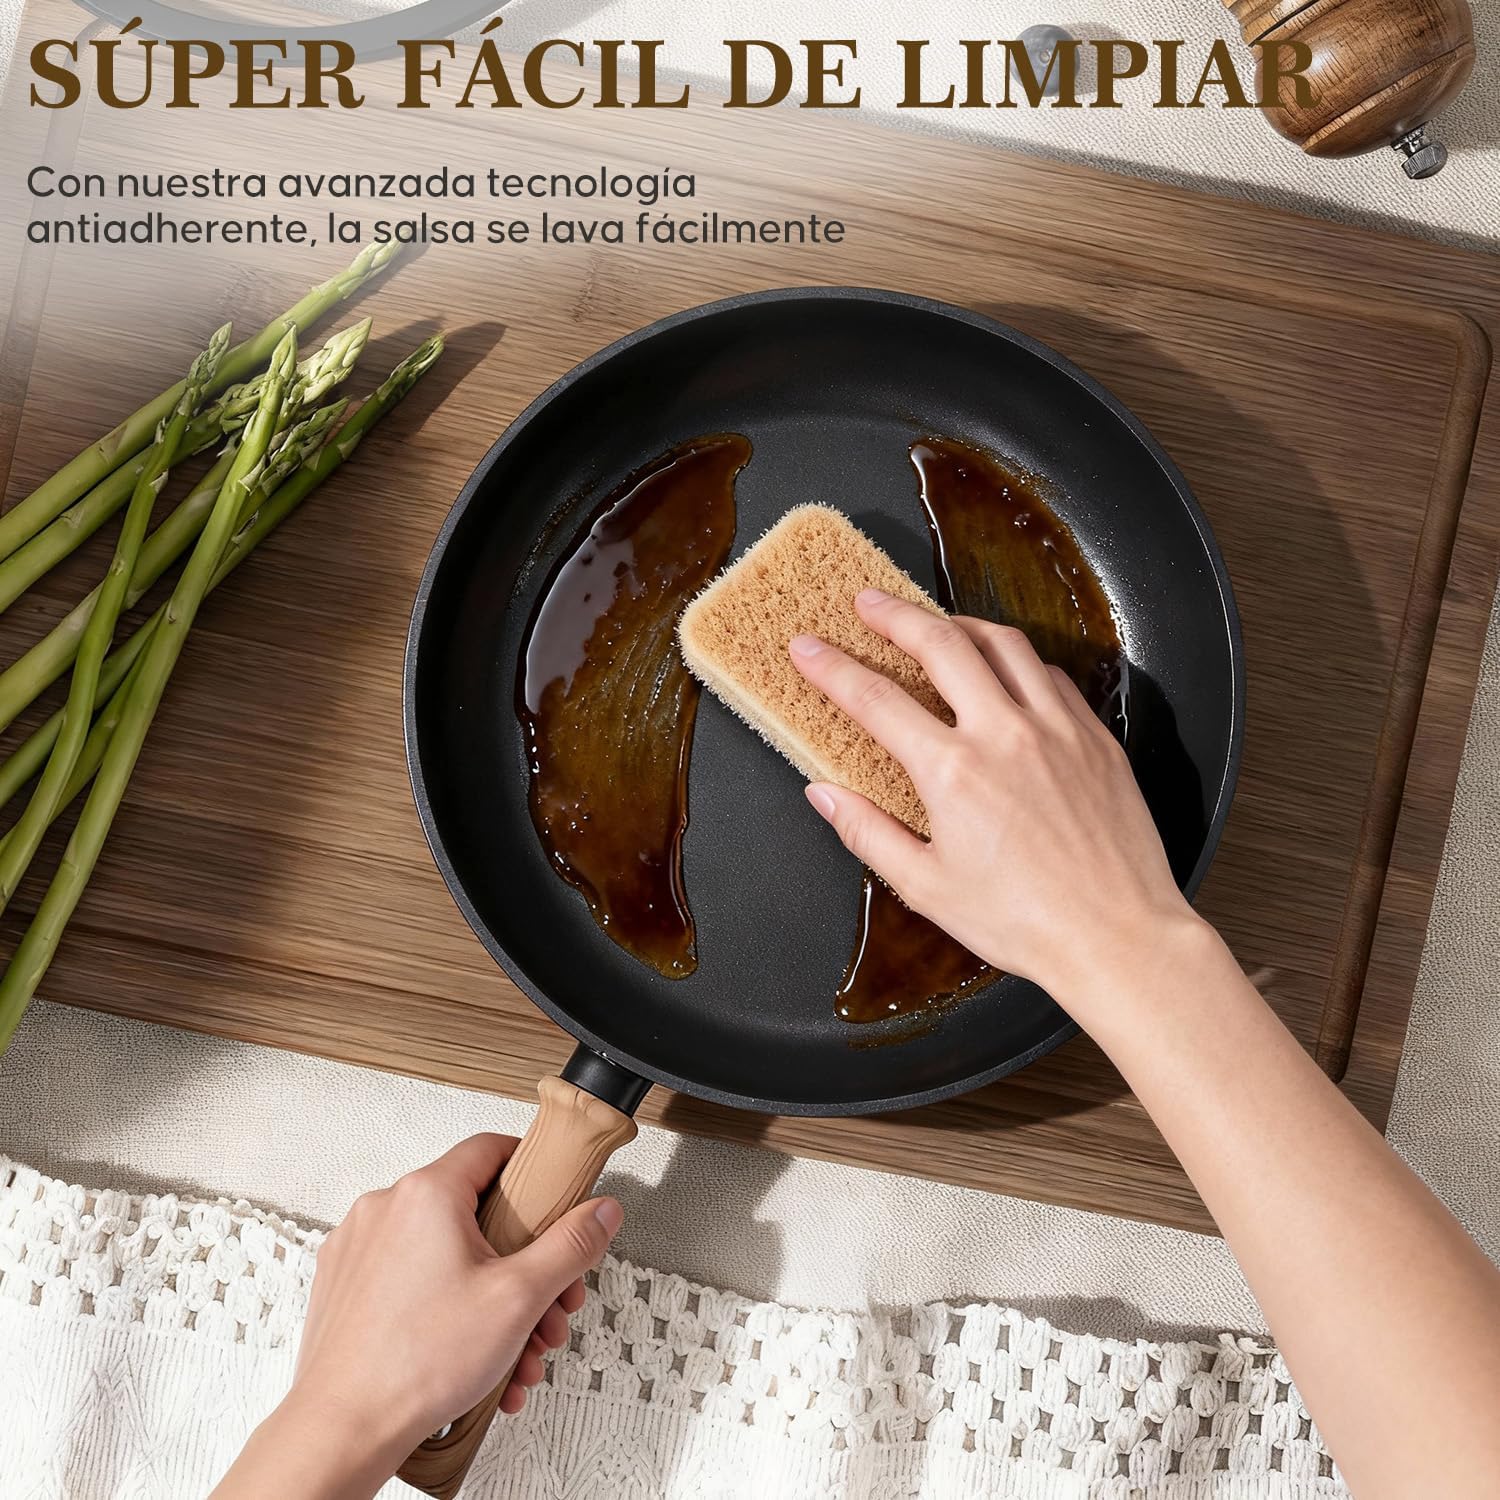 SÚPER FÁCIL DE LIMPIAR
Con nuestra avanzada tecnología
antiadherente, la salsa se lava fácilmente